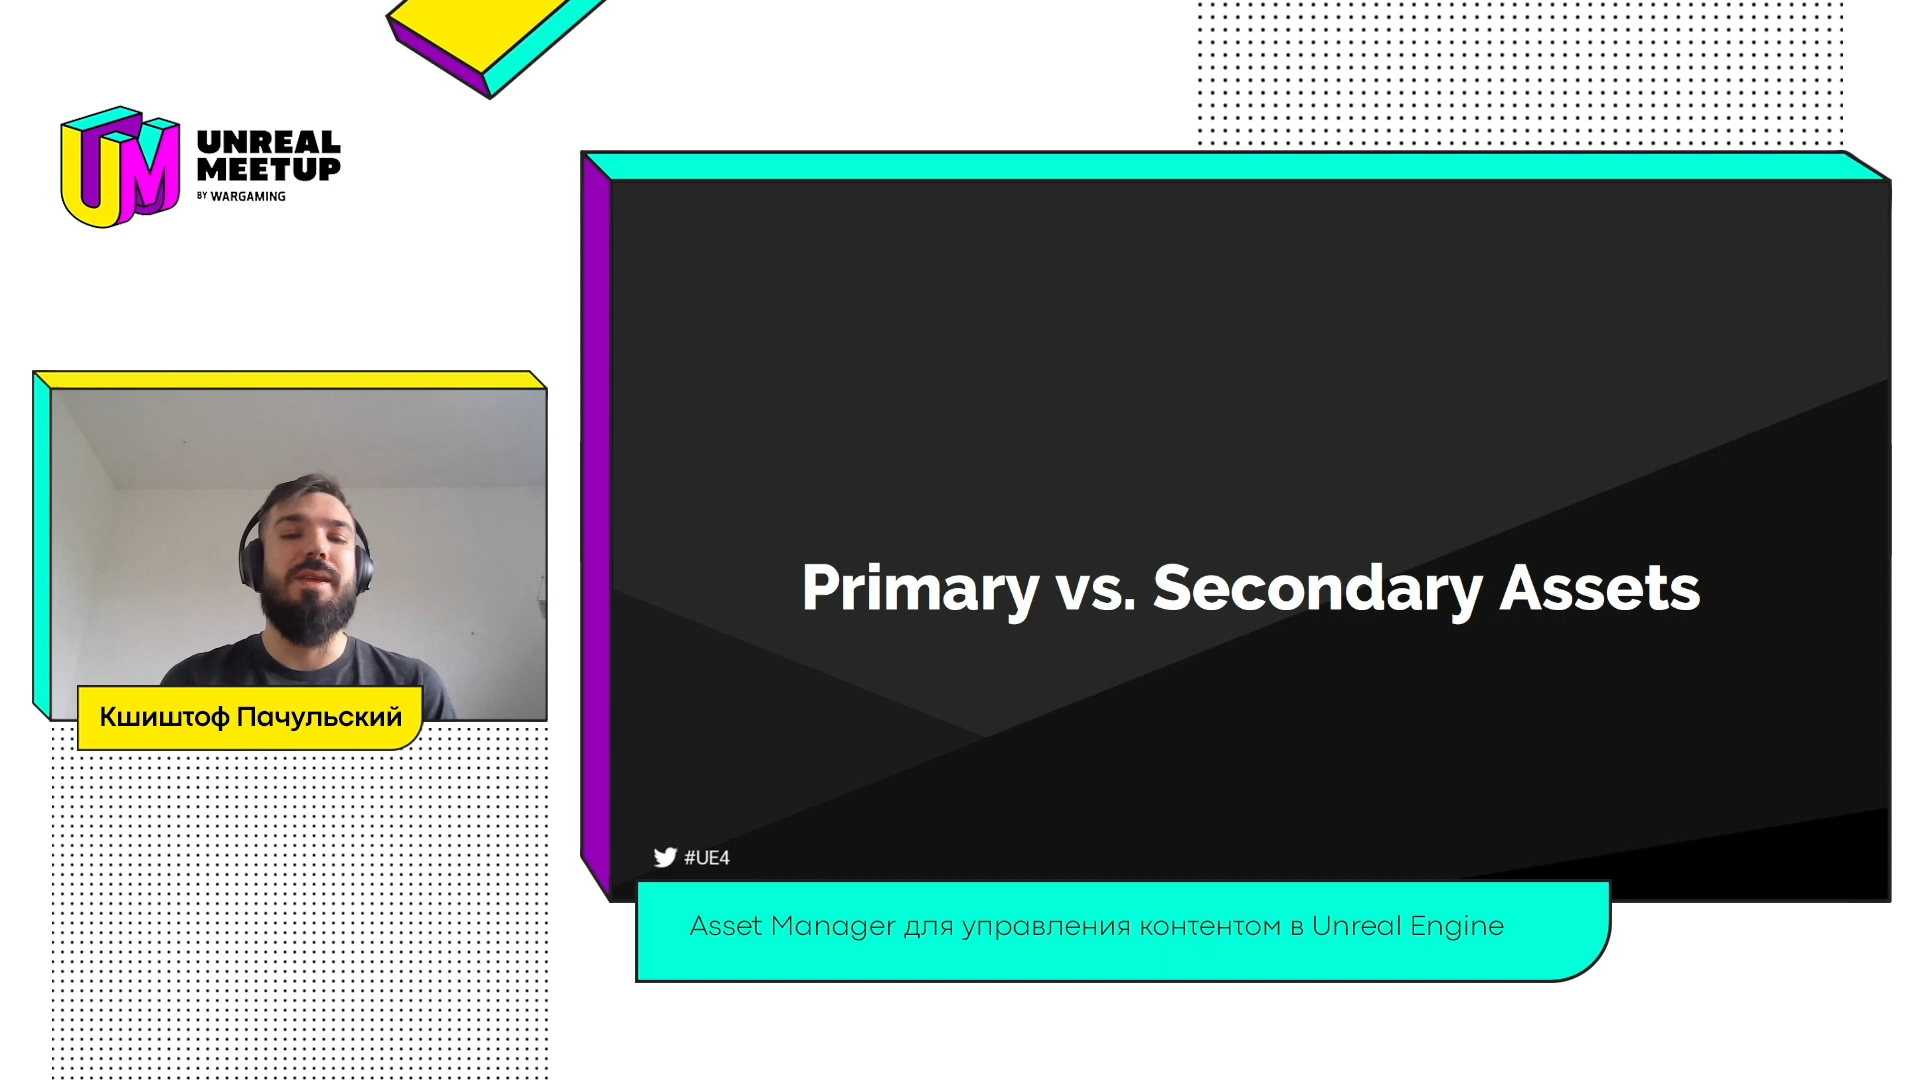 UNREAL
MEETUP
BY WARGAMING
Primary vs. Secondary Assets
Кшиштоф Пачульский
#UE4
Asset Manager для управления контентом в Unreal Engine